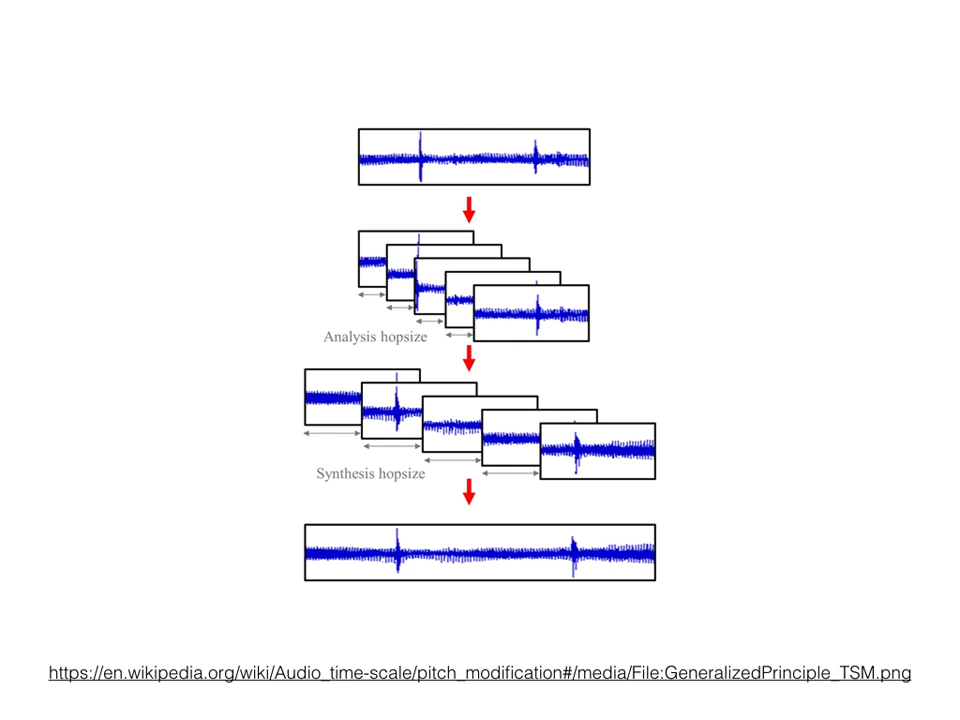 Analysis hopsize
Synthesis hopsize
https://en.wikipedia.org/wiki/Audio_time-scale/pitch_modification#/media/File:GeneralizedPrinciple_TSM.png